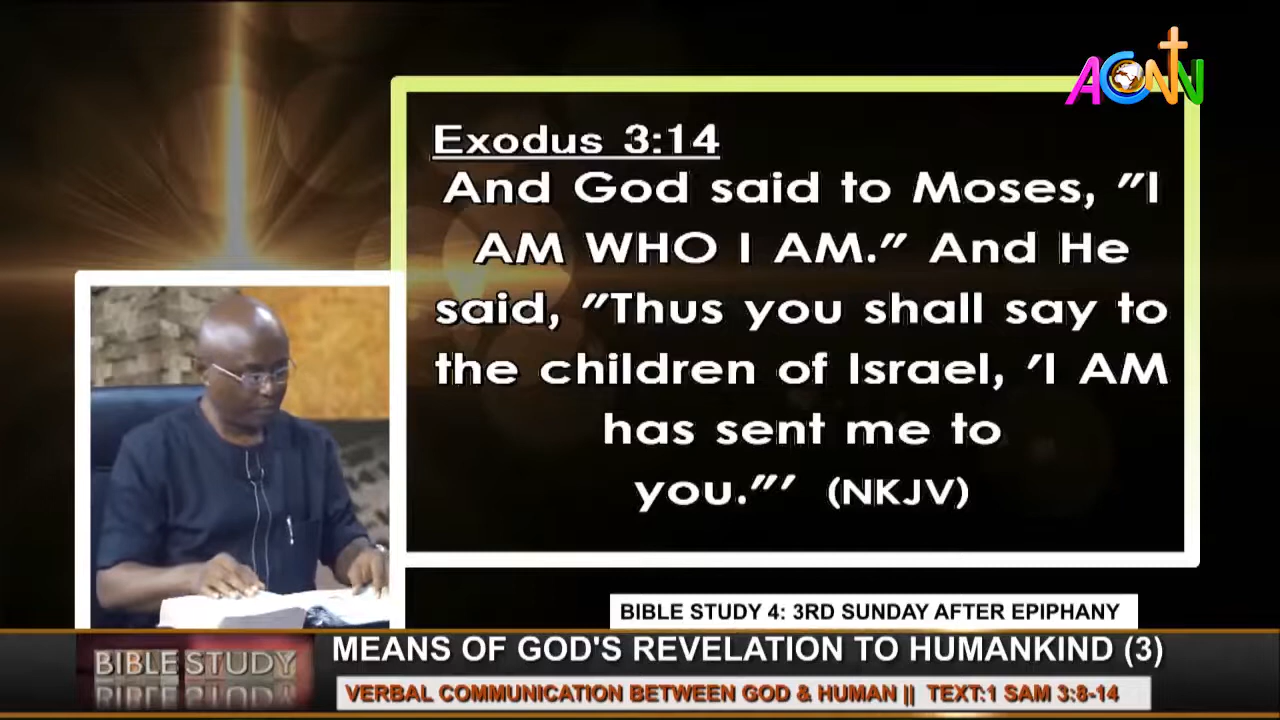 ACNN
Exodus 3:14
And God said to Moses, "I
AM WHO I AM." And He
said, "Thus you shall say to
the children of Israel, 'I AM
has sent me to
you."' (NKJV)
BIBLE STUDY 4: 3RD SUNDAY AFTER EPIPHANY
BIBLE STUDY
MEANS OF GOD'S REVELATION TO HUMANKIND (3)
VERBAL COMMUNICATION BETWEEN GOD & HUMAN || TEXT:1 SAM 3:8-14